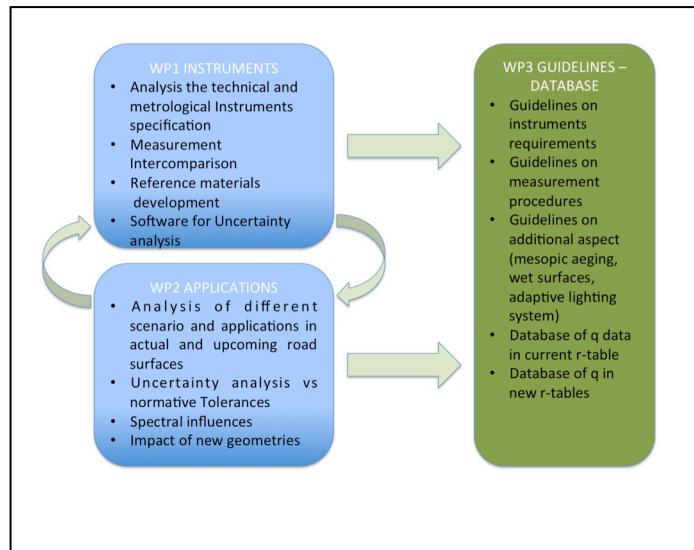 WP1 INSTRUMENTS
• Analysis the technical and
metrological Instruments
specification
• Measurement
Intercomparison
• Reference materials
development
• Software for Uncertainty
analysis
WP2 APPLICATIONS
• Analysis of different
scenario and applications in
actual and upcoming road
surfaces
• Uncertainty analysis vs
normative Tolerances
• Spectral influences
• Impact of new geometries
WP3 GUIDELINES –
DATABASE
• Guidelines on
instruments
requirements
• Guidelines on
measurement
procedures
• Guidelines on
additional aspect
(mesopic aeging,
wet surfaces,
adaptive lighting
system)
• Database of q data
in current r-table
• Database of q in
new r-tables